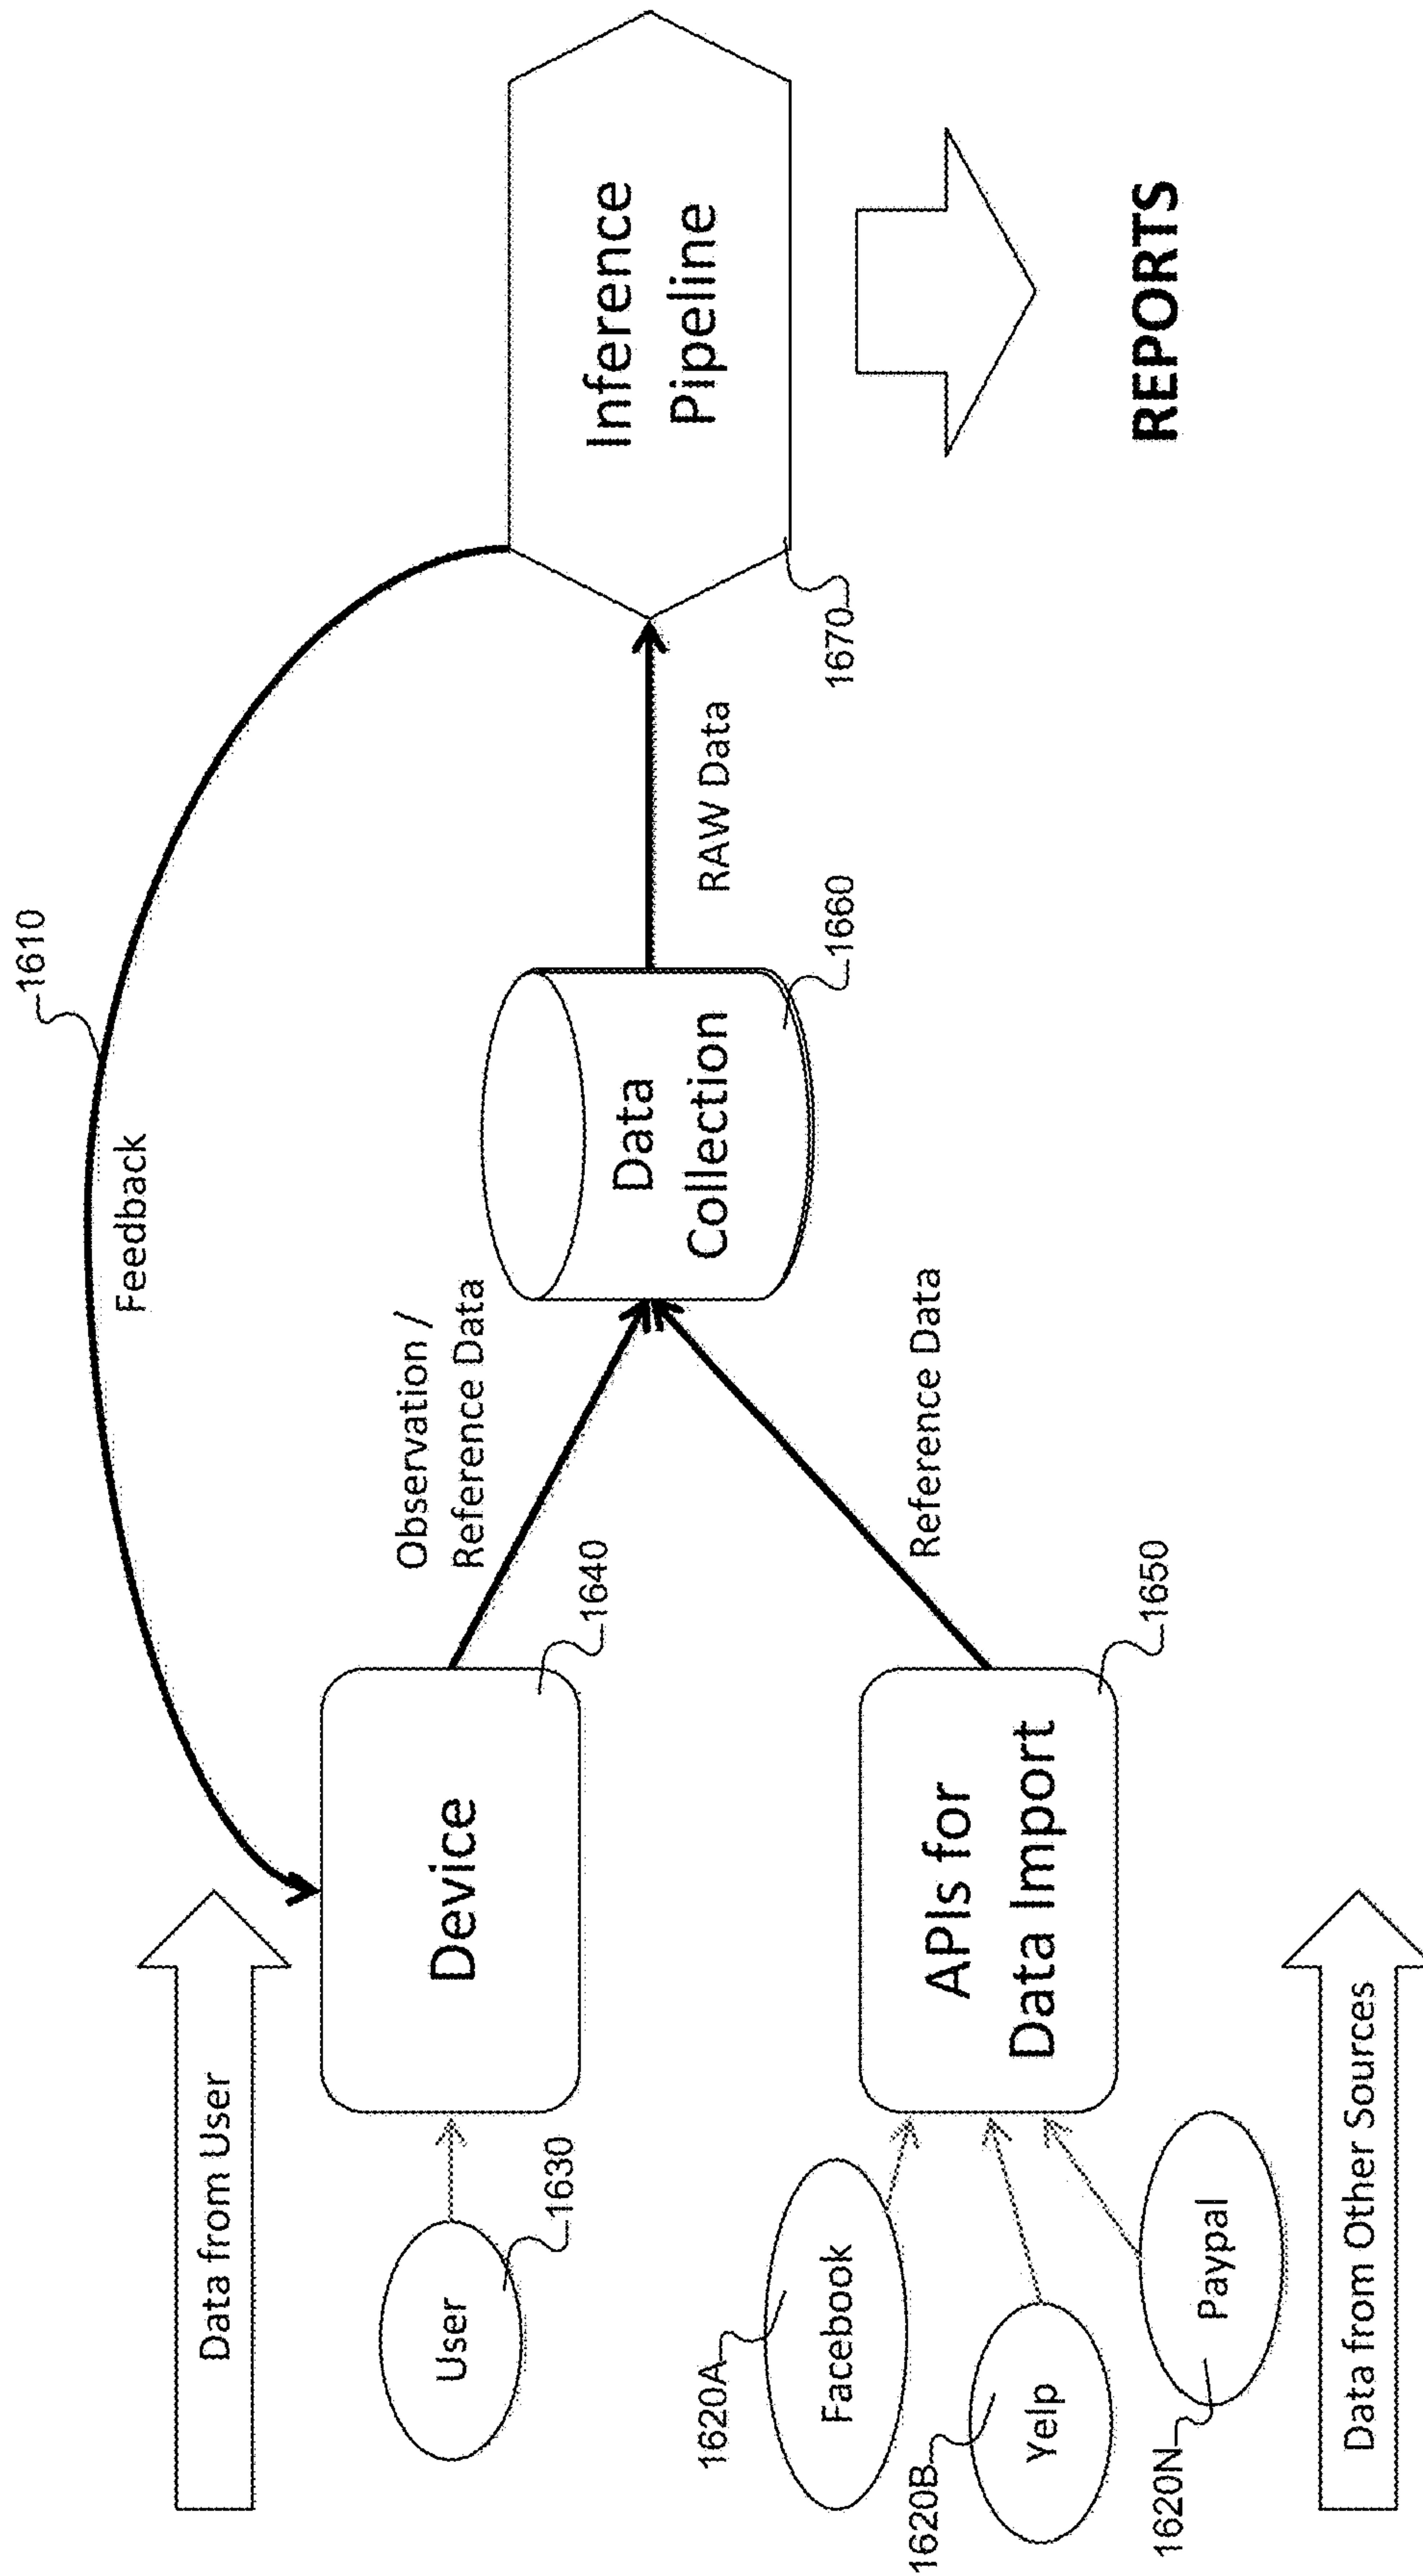 1610
Feedback
Data from User
User
1630
Device
1640
Observation /
Reference Data
Data
Collection
1660
RAW Data
Inference
Pipeline
1670
REPORTS
1620A
Facebook
1620B
Yelp
1620N
Paypal
APIs for
Data Import
1650
Reference Data
Data from Other Sources